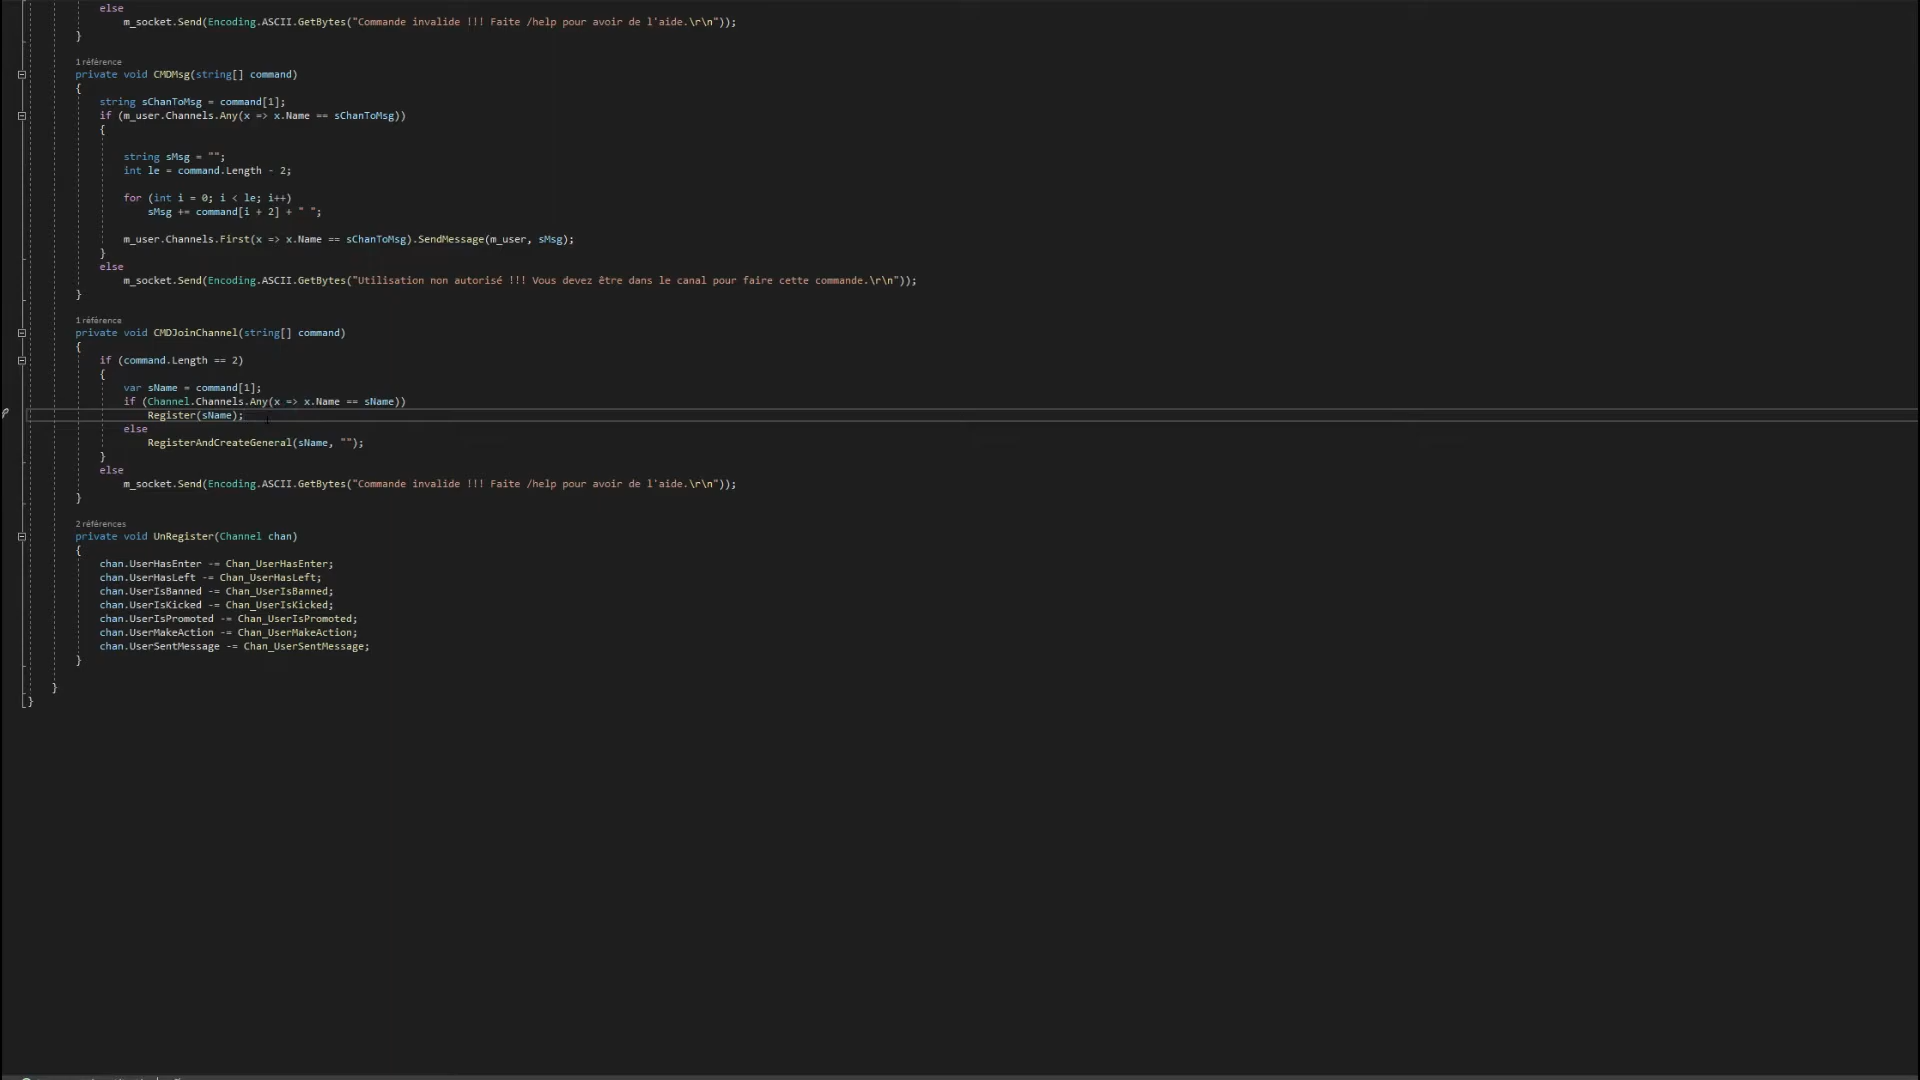 else
m_socket.Send(Encoding.ASCII.GetBytes("Commande invalide !!! Faite /help pour avoir de l'aide.\r\n"));
}
1 référence
private void CMDMsg(string[] command)
{
string sChanToMsg = command[1];
if (m_user.Channels.Any(x => x.Name == sChanToMsg))
{
string sMsg = "";
int le = command.Length - 2;
for (int i = 0; i < le; i++)
sMsg += command[i + 2] + " ";
m_user.Channels.First(x => x.Name == sChanToMsg).SendMessage(m_user, sMsg);
}
else
m_socket.Send(Encoding.ASCII.GetBytes("Utilisation non autorisé !!! Vous devez être dans le canal pour faire cette commande.\r\n"));
}
1 référence
private void CMDJoinChannel(string[] command)
{
if (command.Length == 2)
{
var sName = command[1];
if (Channel.Channels.Any(x => x.Name == sName))
Register(sName);
else
RegisterAndCreateGeneral(sName, "");
}
else
m_socket.Send(Encoding.ASCII.GetBytes("Commande invalide !!! Faite /help pour avoir de l'aide.\r\n"));
}
2 références
private void UnRegister(Channel chan)
{
chan.UserHasEnter -= Chan_UserHasEnter;
chan.UserHasLeft -= Chan_UserHasLeft;
chan.UserIsBanned -= Chan_UserIsBanned;
chan.UserIsKicked -= Chan_UserIsKicked;
chan.UserIsPromoted -= Chan_UserIsPromoted;
chan.UserMakeAction -= Chan_UserMakeAction;
chan.UserSentMessage -= Chan_UserSentMessage;
}
}
}